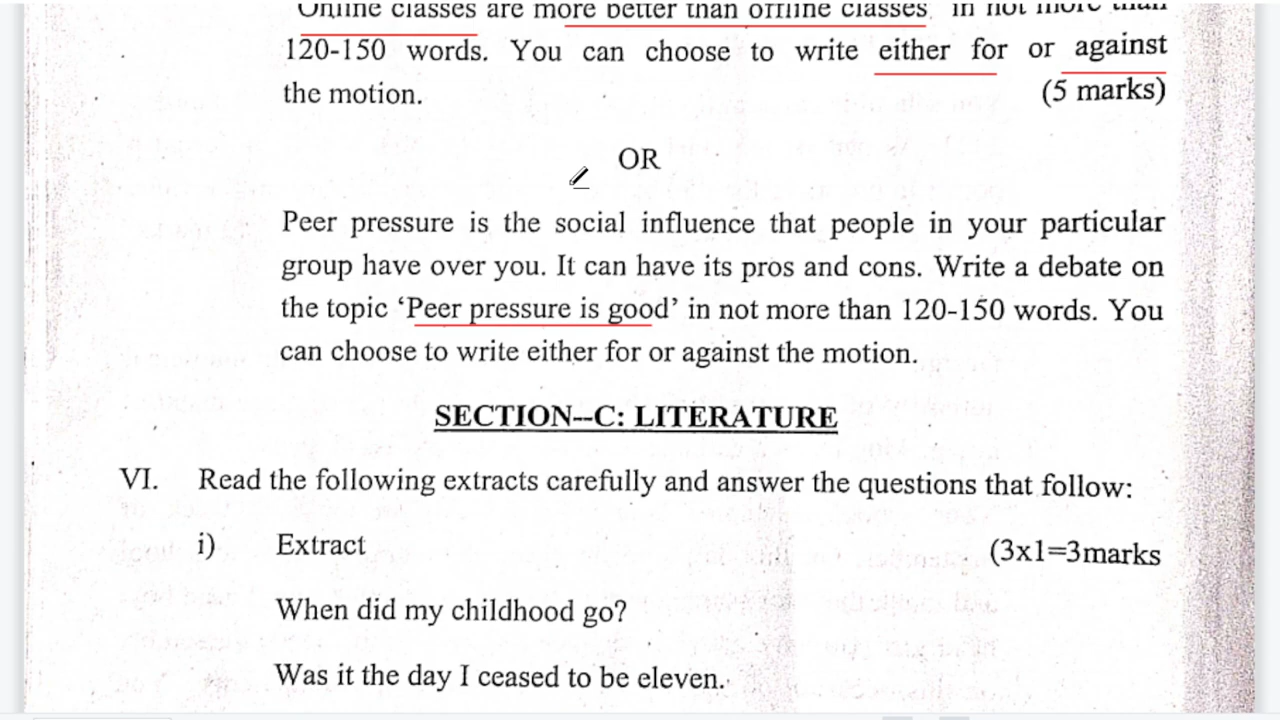 Online classes are more better than offline classes in not more than
120-150 words. You can choose to write either for or against
the motion. (5 marks)
OR
Peer pressure is the social influence that people in your particular
group have over you. It can have its pros and cons. Write a debate on
the topic ‘Peer pressure is good’ in not more than 120-150 words. You
can choose to write either for or against the motion.
SECTION--C: LITERATURE
VI. Read the following extracts carefully and answer the questions that follow:
i) Extract (3x1=3marks
When did my childhood go?
Was it the day I ceased to be eleven.